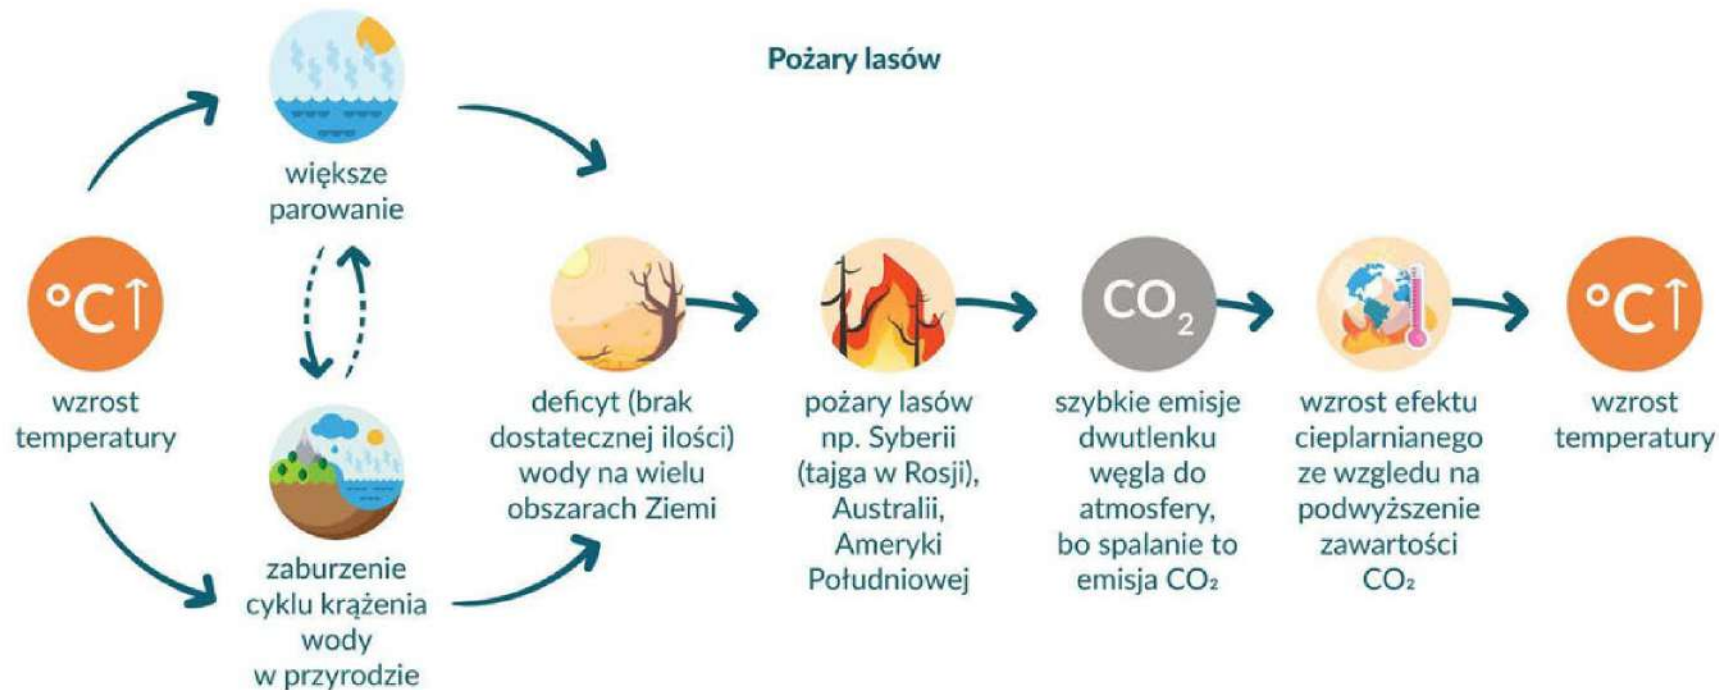 Pożary lasów
większe
parowanie
°C↑
wzrost
temperatury
zaburzenie
cyklu krążenia
wody
w przyrodzie
deficyt (brak
dostatecznej ilości)
wody na wielu
obszarach Ziemi
pożary lasów
np. Syberii
(tajga w Rosji),
Australii,
Ameryki
Południowej
CO₂
szybkie emisje
dwutlenku
węgla do
atmosfery,
bo spalanie to
emisja CO₂
wzrost efektu
cieplarnianego
ze względu na
podwyższenie
zawartości
CO₂
°C↑
wzrost
temperatury